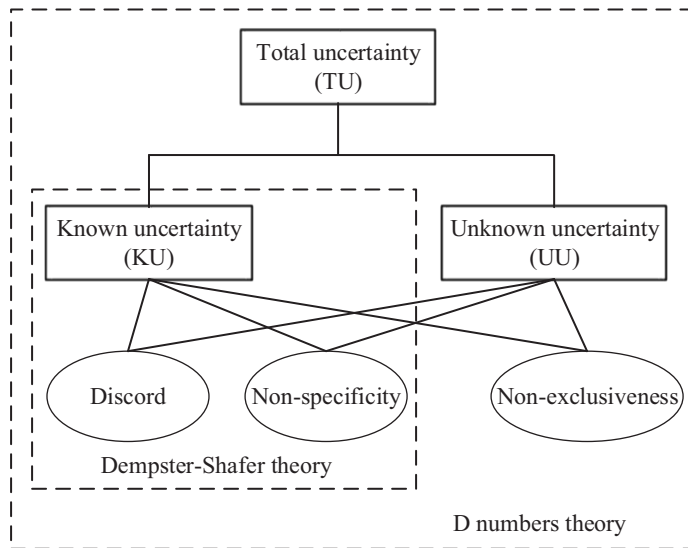 Total uncertainty
(TU)
Known uncertainty
(KU)
Unknown uncertainty
(UU)
Discord
Non-specificity
Non-exclusiveness
Dempster-Shafer theory
D numbers theory